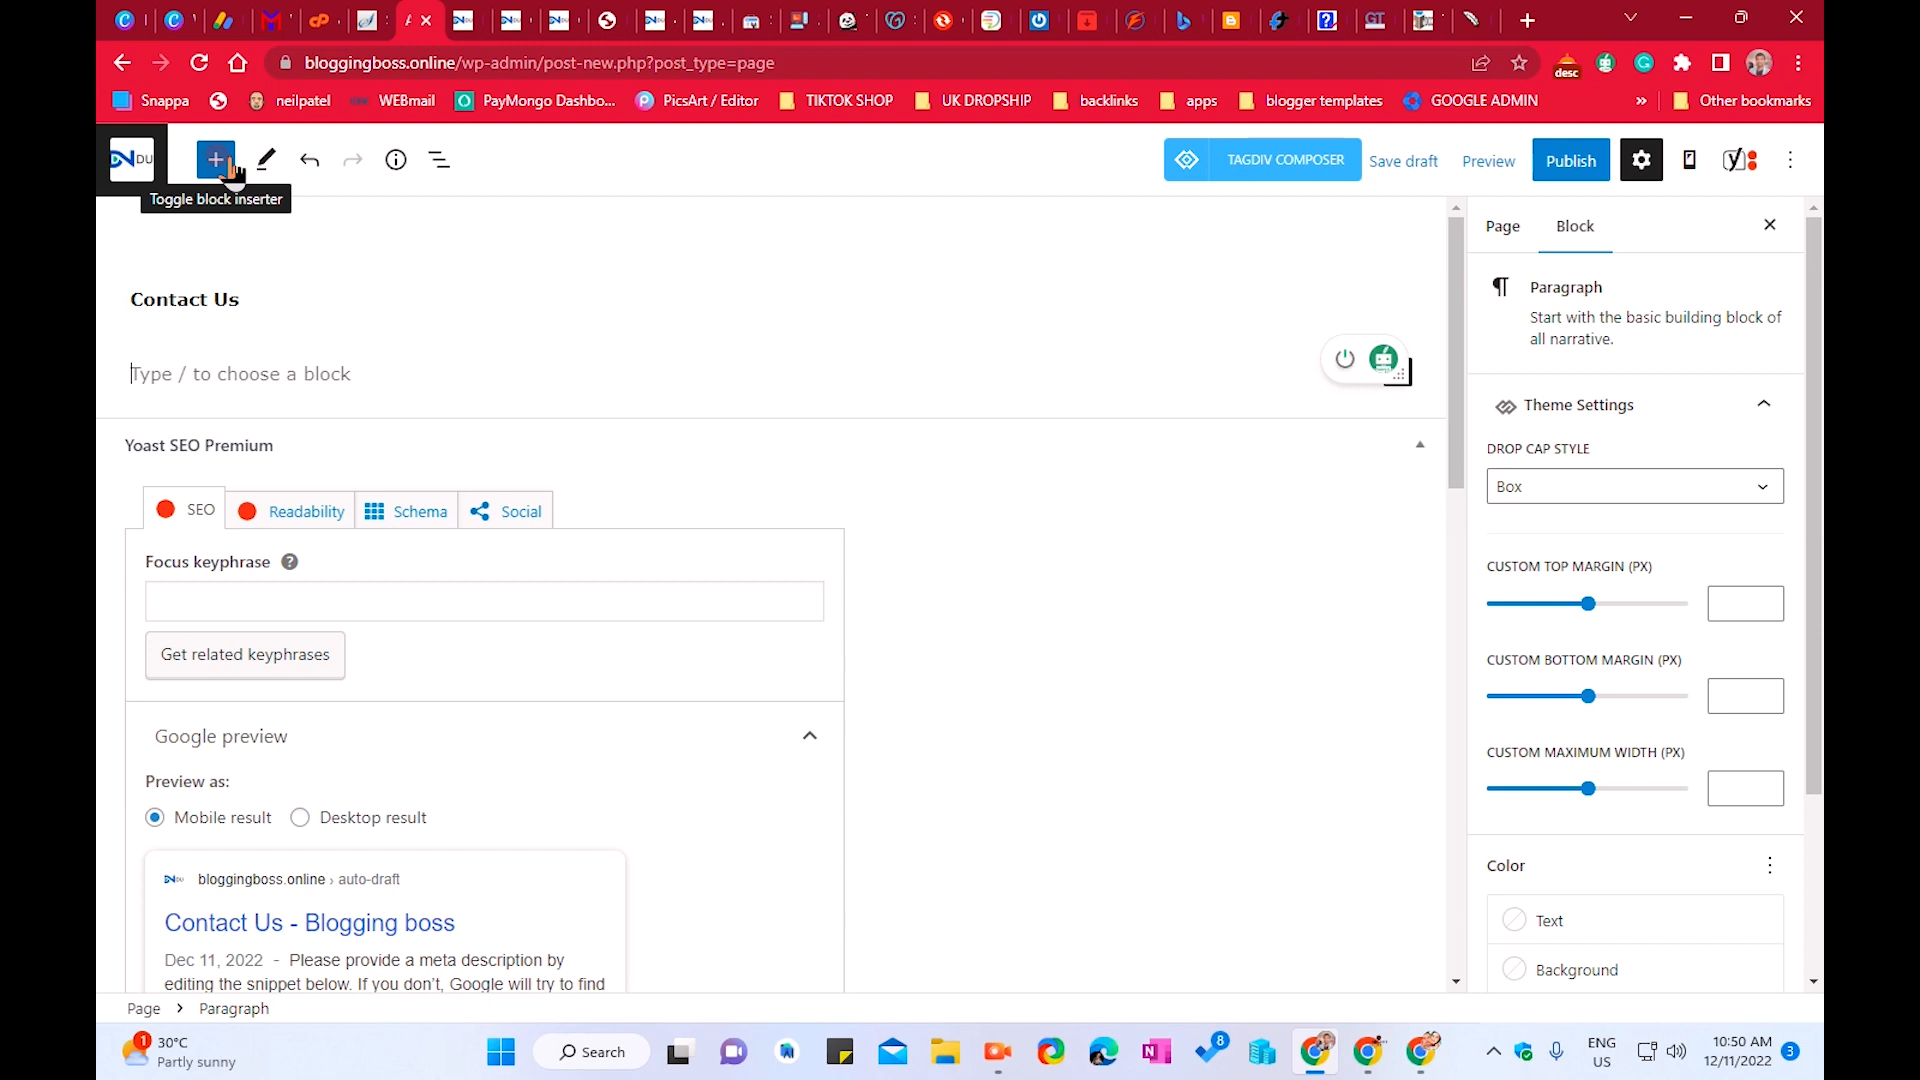 bloggingboss.online/wp-admin/post-new.php?post_type=page
desc
Snappa
neilpatel
WEBmail
PayMongo Dashbo...
PicsArt / Editor
TIKTOK SHOP
UK DROPSHIP
backlinks
apps
blogger templates
GOOGLE ADMIN
»
Other bookmarks
DU
TAGDIV COMPOSER
Save draft
Preview
Publish
Toggle block inserter
Page
Block
Contact Us
Type / to choose a block
Paragraph
Start with the basic building block of
all narrative.
Theme Settings
DROP CAP STYLE
Box
CUSTOM TOP MARGIN (PX)
CUSTOM BOTTOM MARGIN (PX)
CUSTOM MAXIMUM WIDTH (PX)
Color
Text
Background
Yoast SEO Premium
SEO
Readability
Schema
Social
Focus keyphrase
Get related keyphrases
Google preview
Preview as:
Mobile result
Desktop result
bloggingboss.online › auto-draft
Contact Us - Blogging boss
Dec 11, 2022 - Please provide a meta description by
editing the snippet below. If you don't, Google will try to find
Page
Paragraph
1
30°C
Partly sunny
Search
8
ENG
US
10:50 AM
12/11/2022
3